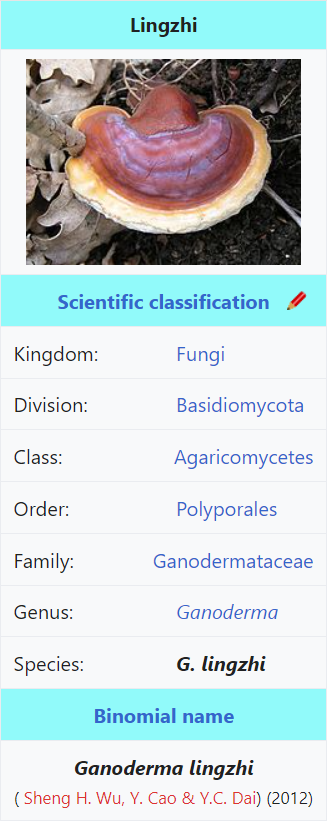 Lingzhi
Scientific classification
Kingdom: Fungi
Division: Basidiomycota
Class: Agaricomycetes
Order: Polyporales
Family: Ganodermataceae
Genus: Ganoderma
Species: G. lingzhi
Binomial name
Ganoderma lingzhi
( Sheng H. Wu, Y. Cao & Y.C. Dai) (2012)